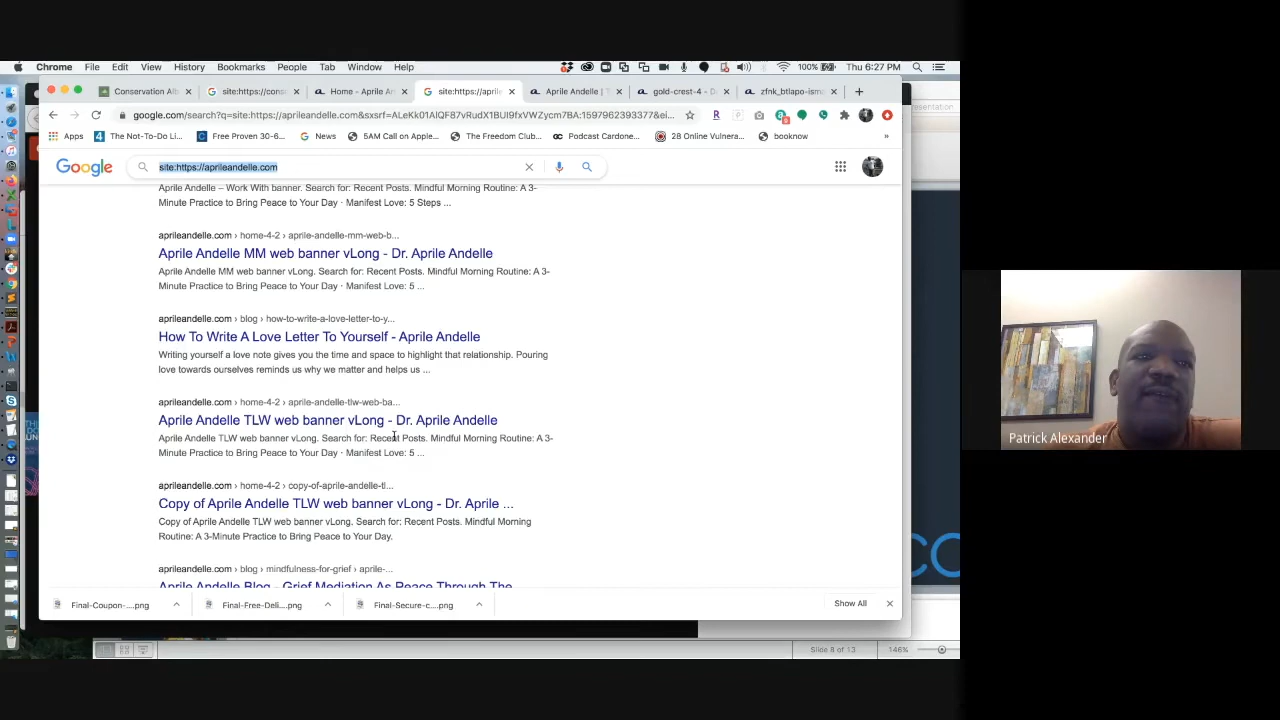 Chrome File Edit View History Bookmarks People Tab Window Help 100% Thu 6:27 PM
Conservation Alb
site:https://cons
Home - Aprile An
site:https://aprile
Aprile Andelle | T
gold-crest-4 - D
zfnk_btlapo-ism
google.com/search?q=site:https://aprileandelle.com&sxsrf=ALeKk01AlQF87vRudX1BUI9fxVWZycm7BA:1597962393377&ei...
Apps The Not-To-Do Li... Free Proven 30-6... News 5AM Call on Apple... The Freedom Club... Podcast Cardone... 28 Online Vulnera... booknow »
Google
site:https://aprileandelle.com
Aprile Andelle – Work With banner. Search for: Recent Posts. Mindful Morning Routine: A 3-
Minute Practice to Bring Peace to Your Day · Manifest Love: 5 Steps ...
aprileandelle.com › home-4-2 › aprile-andelle-mm-web-b...
Aprile Andelle MM web banner vLong - Dr. Aprile Andelle
Aprile Andelle MM web banner vLong. Search for: Recent Posts. Mindful Morning Routine: A 3-
Minute Practice to Bring Peace to Your Day · Manifest Love: 5 ...
aprileandelle.com › blog › how-to-write-a-love-letter-to-y...
How To Write A Love Letter To Yourself - Aprile Andelle
Writing yourself a love note gives you the time and space to highlight that relationship. Pouring
love towards ourselves reminds us why we matter and helps us ...
aprileandelle.com › home-4-2 › aprile-andelle-tlw-web-ba...
Aprile Andelle TLW web banner vLong - Dr. Aprile Andelle
Aprile Andelle TLW web banner vLong. Search for: Recent Posts. Mindful Morning Routine: A 3-
Minute Practice to Bring Peace to Your Day · Manifest Love: 5 ...
aprileandelle.com › home-4-2 › copy-of-aprile-andelle-tl...
Copy of Aprile Andelle TLW web banner vLong - Dr. Aprile ...
Copy of Aprile Andelle TLW web banner vLong. Search for: Recent Posts. Mindful Morning
Routine: A 3-Minute Practice to Bring Peace to Your Day.
aprileandelle.com › blog › mindfulness-for-grief › aprile-...
Aprile Andelle Blog - Grief Mediation As Peace Through The
Final-Coupon-....png
Final-Free-Deli....png
Final-Secure-c....png
Show All
Slide 8 of 13
146%
Patrick Alexander